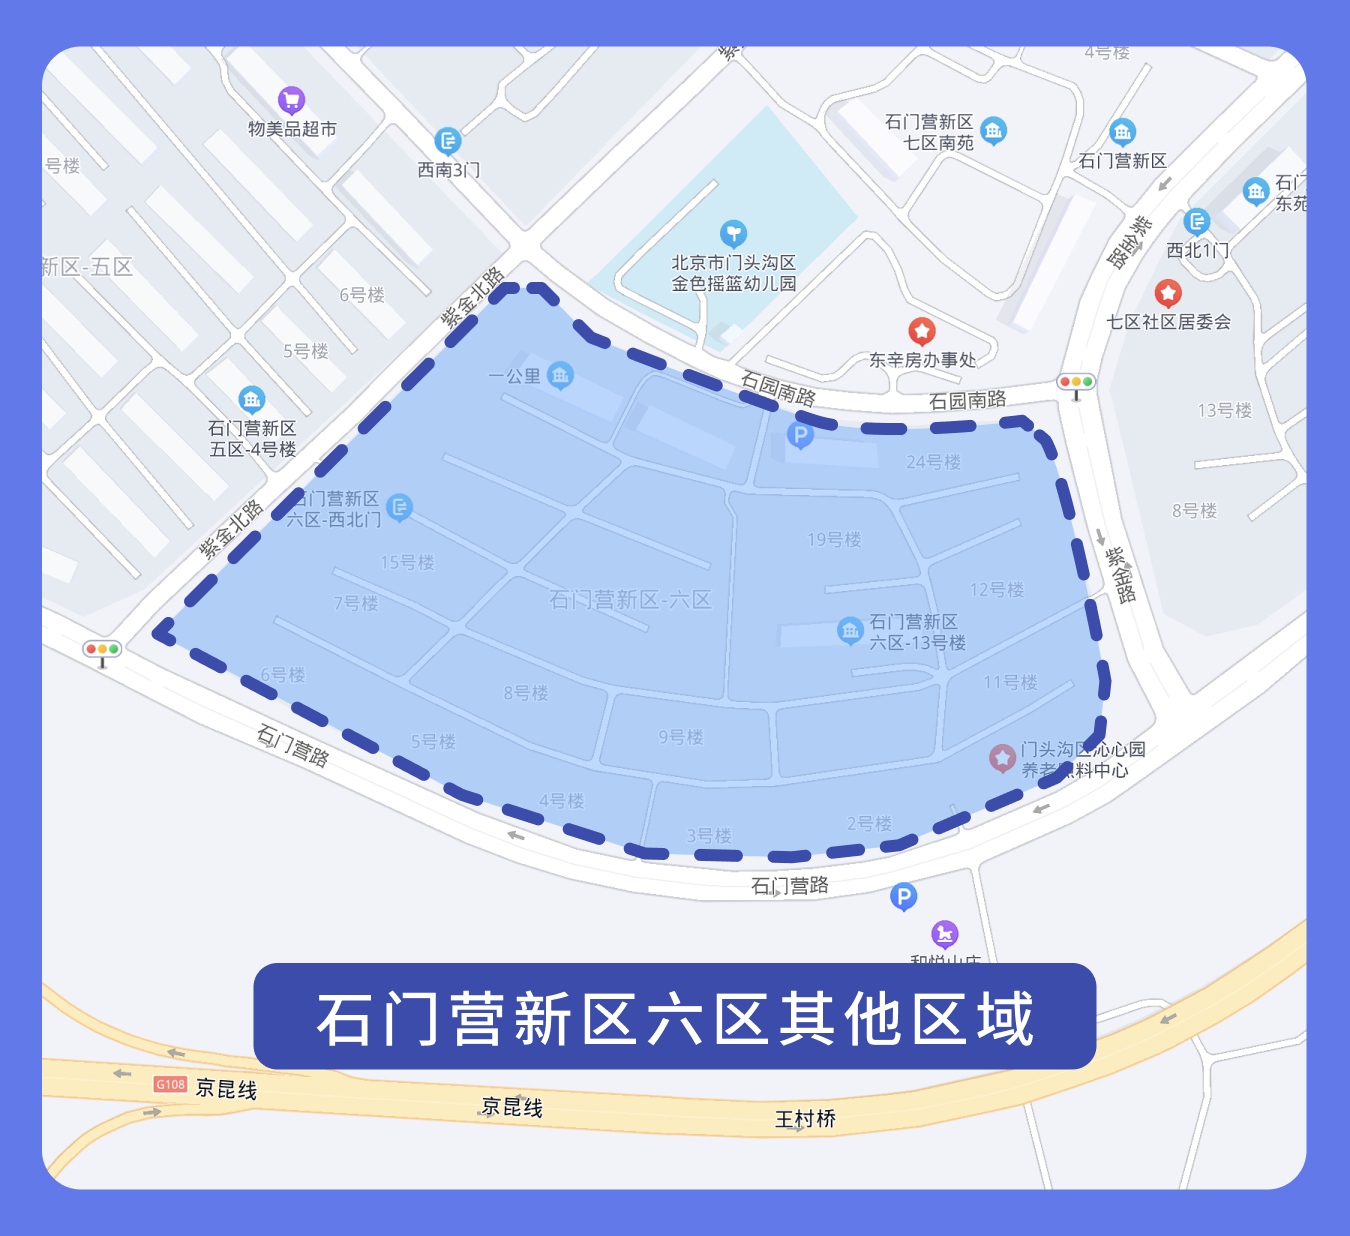 紫
4号楼
物美品超市
石门营新区
七区南苑
石门营新区
西南3门
号楼
石门
东苑
紫金路
西北1门
新区-五区
北京市门头沟区
金色摇篮幼儿园
6号楼
紫金北路
七区社区居委会
5号楼
东辛房办事处
一公里
石园南路
石园南路
13号楼
石门营新区
五区-4号楼
P
24号楼
石门营新区
六区-西北门
8号楼
紫金北路
19号楼
15号楼
紫金路
12号楼
7号楼
石门营新区-六区
石门营新区
六区-13号楼
6号楼
11号楼
8号楼
石门营路
5号楼
9号楼
门头沟区沁心园
养老照料中心
4号楼
3号楼
2号楼
石门营路
P
和悦山庄
石门营新区六区其他区域
G108
京昆线
京昆线
王村桥